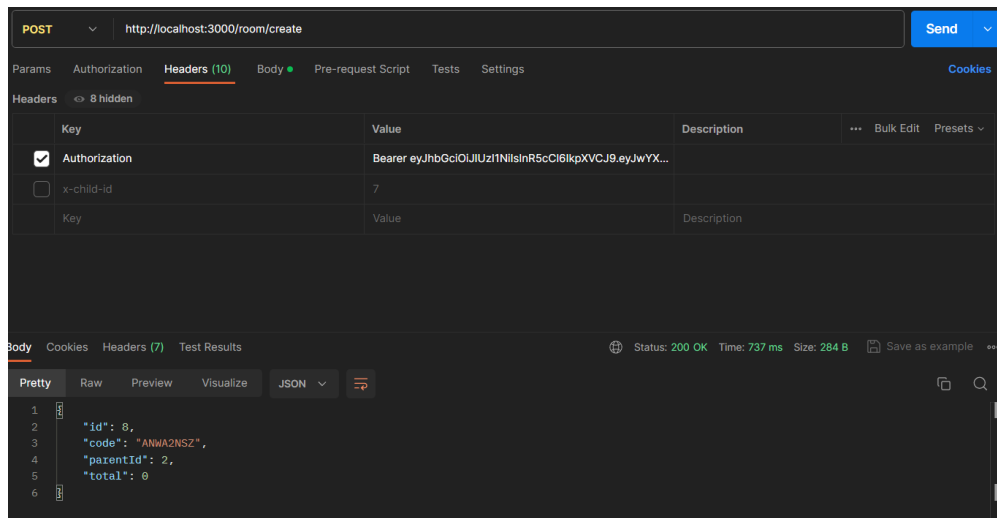 POST http://localhost:3000/room/create Send
Params Authorization Headers (10) Body Pre-request Script Tests Settings Cookies
Headers 8 hidden
Key Value Description Bulk Edit Presets
Authorization Bearer eyJhbGciOiJIUzI1NiIsInR5cCI6IkpXVCJ9.eyJwYX...
x-child-id 7
Key Value Description
Body Cookies Headers (7) Test Results Status: 200 OK Time: 737 ms Size: 284 B Save as example
Pretty Raw Preview Visualize JSON
1 {
2 "id": 8,
3 "code": "ANWA2NSZ",
4 "parentId": 2,
5 "total": 0
6 }